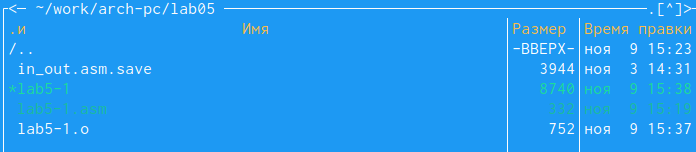 <─ ~/work/arch-pc/lab05 .[^]>
.и Имя Размер Время правки
/.. -ВВЕРХ- ноя 9 15:23
in_out.asm.save 3944 ноя 3 14:31
*lab5-1 8740 ноя 9 15:38
lab5-1.asm 332 ноя 9 15:19
lab5-1.o 752 ноя 9 15:37